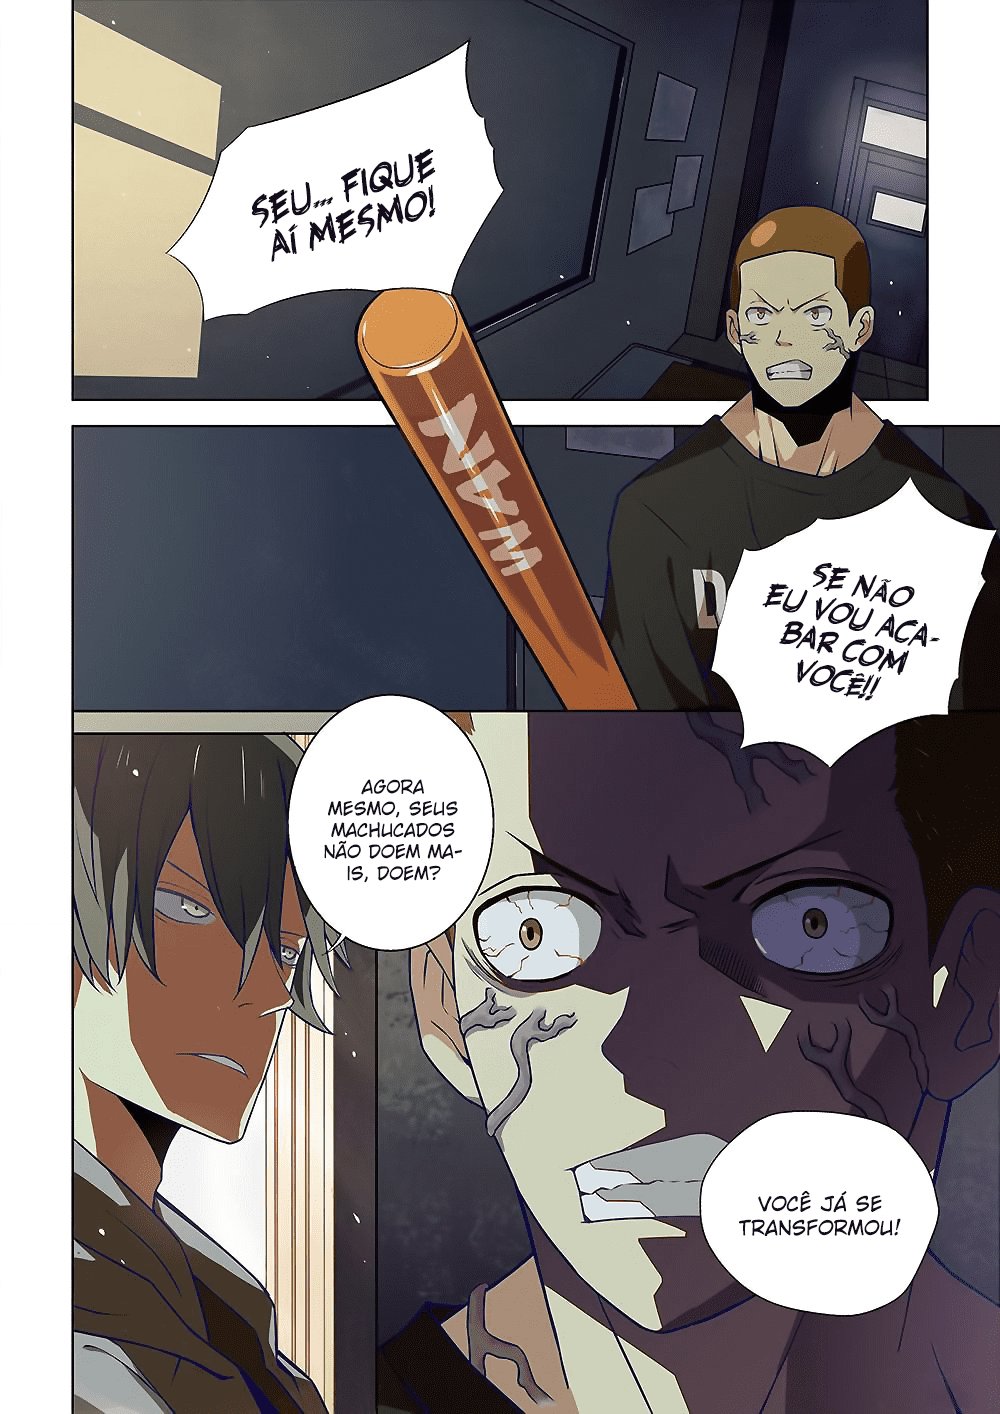 SEU... FIQUE
AÍ MESMO!
NAM
SE NÃO
EU VOU ACA-
BAR COM
VOCÊ!!
D
AGORA
MESMO, SEUS
MACHUCADOS
NÃO DOEM MA-
IS, DOEM?
VOCÊ JÁ SE
TRANSFORMOU!